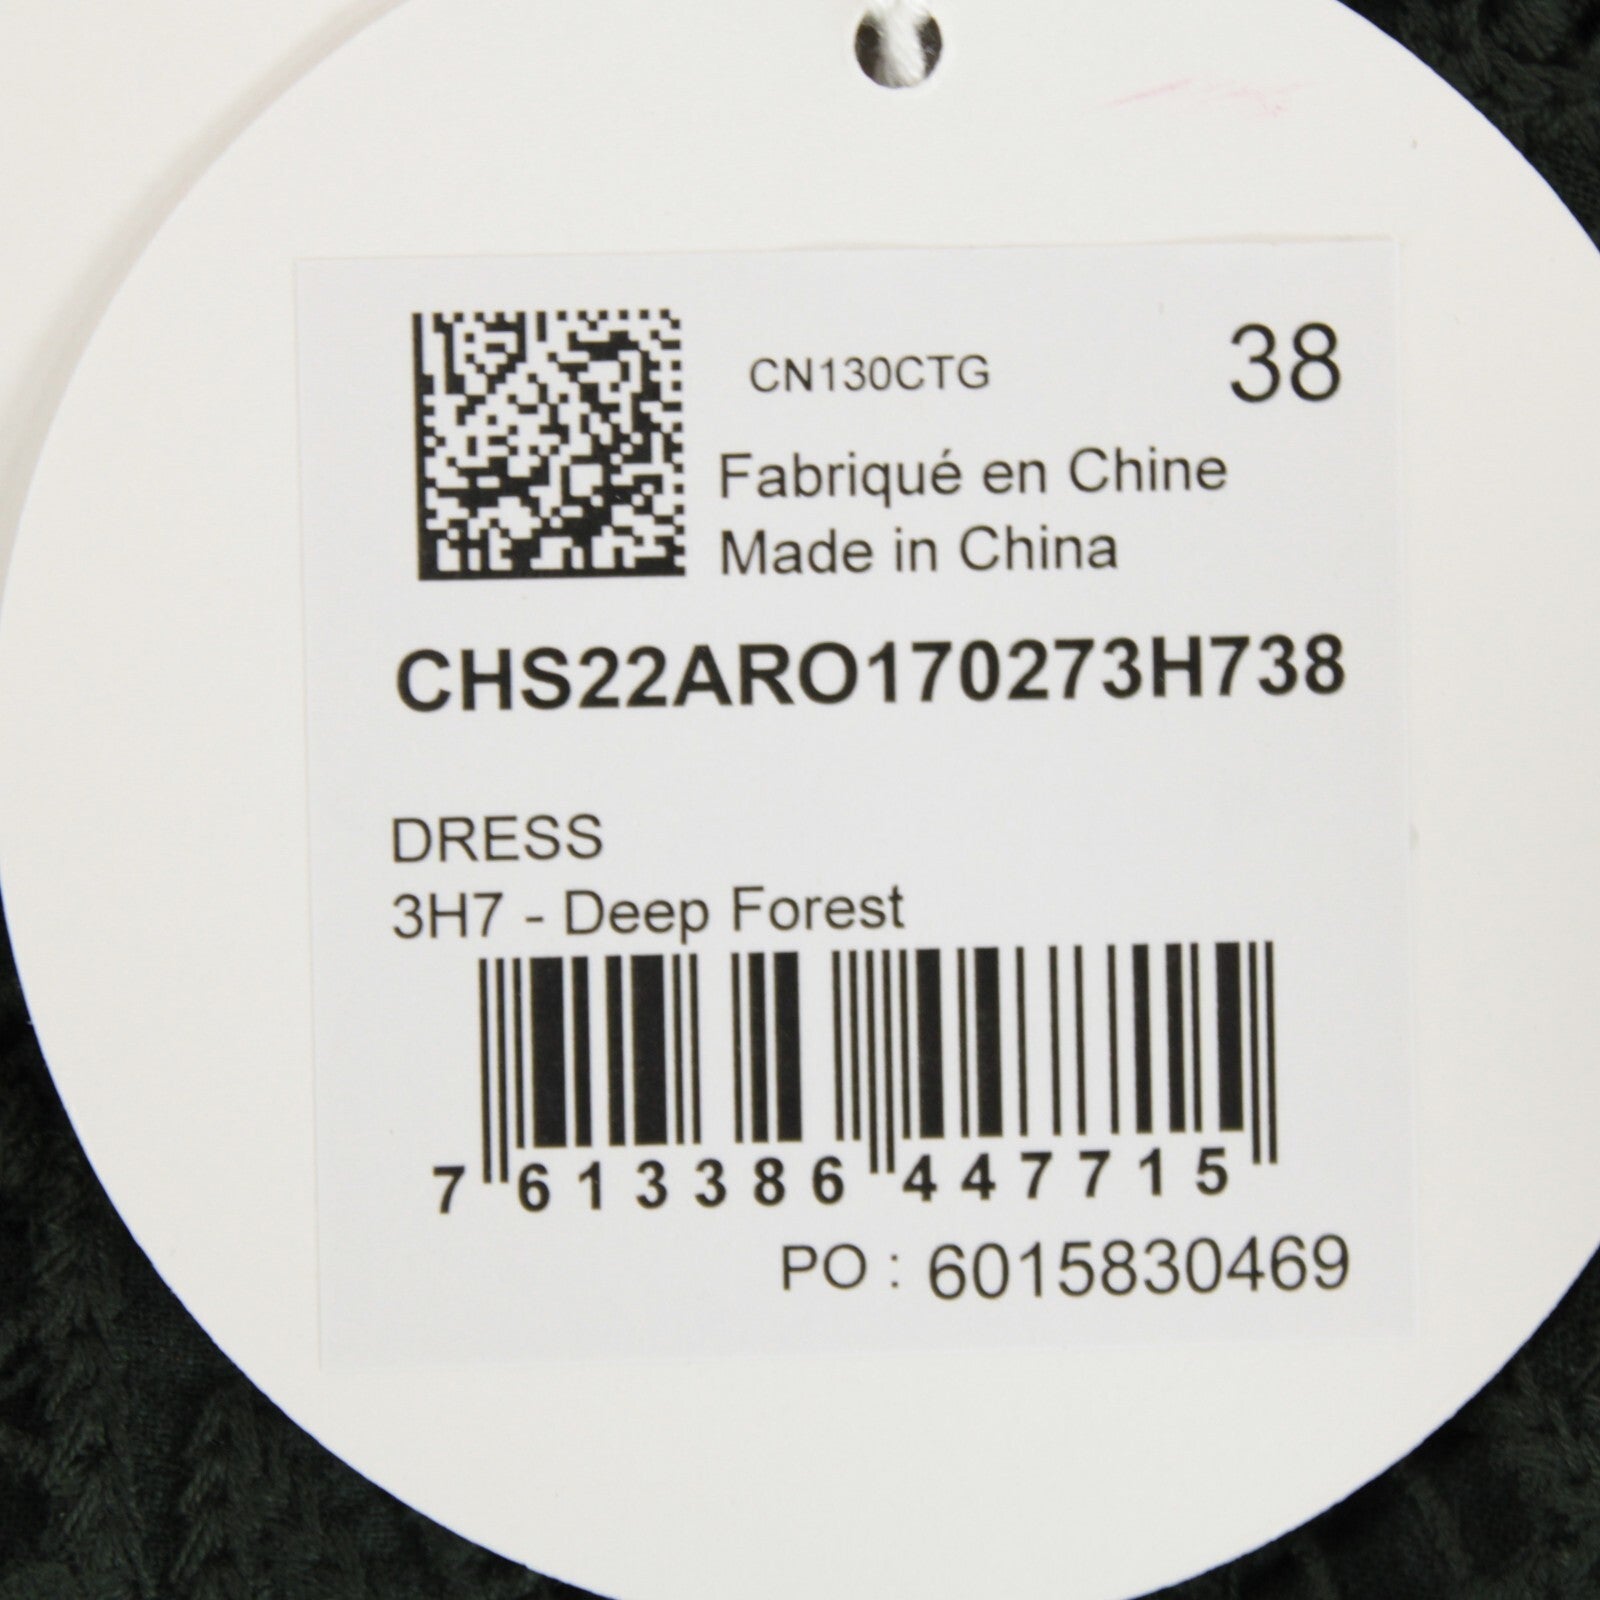 CN130CTG
38
Fabriqué en Chine
Made in China
CHS22ARO170273H738
DRESS
3H7 - Deep Forest
7 613386 447715
PO : 6015830469